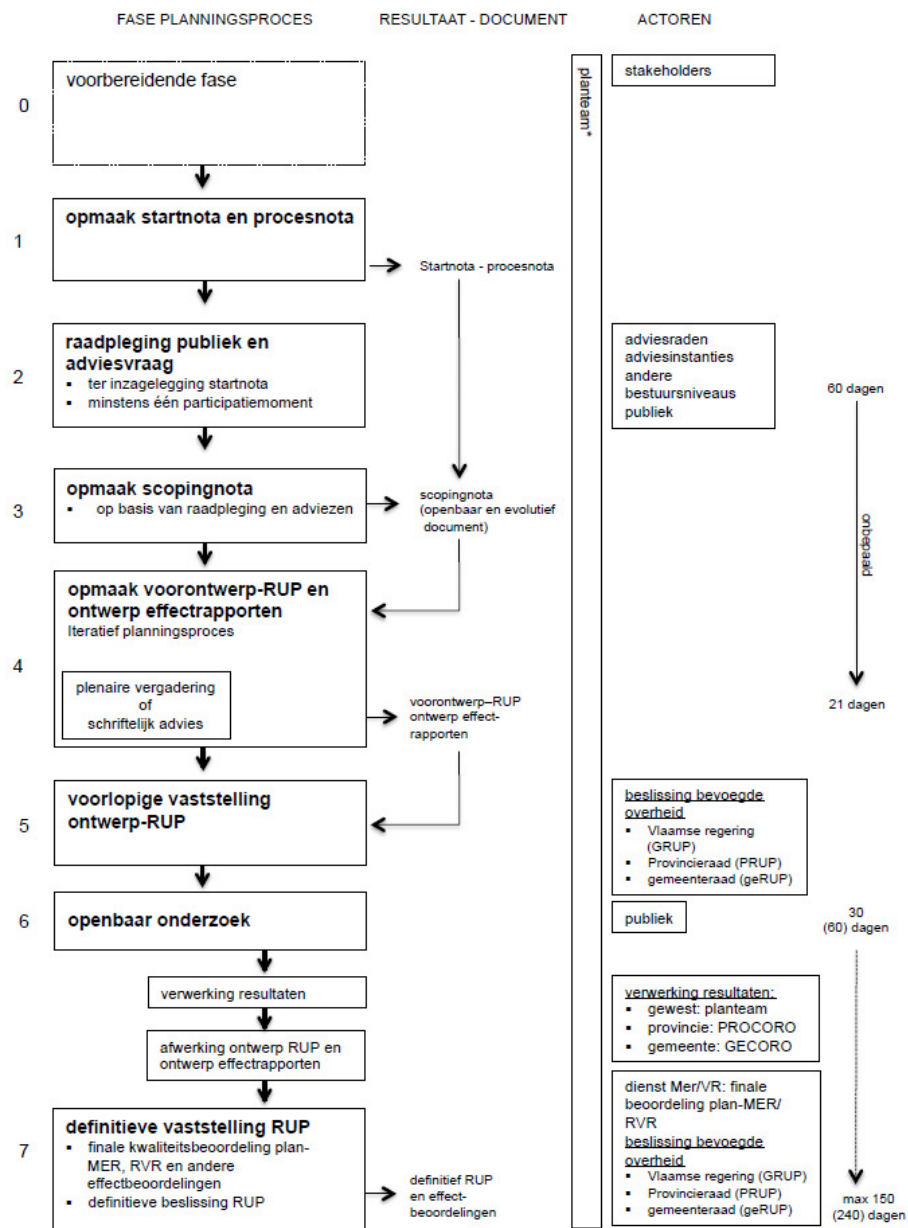 FASE PLANNINGSPROCES
RESULTAAT - DOCUMENT
ACTOREN
0
voorbereidende fase
planteam*
stakeholders
1
opmaak startnota en procesnota
Startnota - procesnota
2
raadpleging publiek en
adviesvraag
▪ ter inzagelegging startnota
▪ minstens één participatiemoment
adviesraden
adviesinstanties
andere
bestuursniveaus
publiek
60 dagen
3
opmaak scopingnota
▪ op basis van raadpleging en adviezen
scopingnota
(openbaar en evolutief
document)
onbepaald
4
opmaak voorontwerp-RUP en
ontwerp effectrapporten
Iteratief planningsproces
plenaire vergadering
of
schriftelijk advies
voorontwerp–RUP
ontwerp effect-
rapporten
21 dagen
5
voorlopige vaststelling
ontwerp-RUP
beslissing bevoegde
overheid
▪ Vlaamse regering
(GRUP)
▪ Provincieraad (PRUP)
▪ gemeenteraad (geRUP)
6
openbaar onderzoek
publiek
30
(60) dagen
verwerking resultaten
verwerking resultaten:
▪ gewest: planteam
▪ provincie: PROCORO
▪ gemeente: GECORO
afwerking ontwerp RUP en
ontwerp effectrapporten
7
definitieve vaststelling RUP
▪ finale kwaliteitsbeoordeling plan-
MER, RVR en andere
effectbeoordelingen
▪ definitieve beslissing RUP
definitief RUP
en effect-
beoordelingen
dienst Mer/VR: finale
beoordeling plan-MER/
RVR
beslissing bevoegde
overheid
▪ Vlaamse regering (GRUP)
▪ Provincieraad (PRUP)
▪ gemeenteraad (geRUP)
max 150
(240) dagen